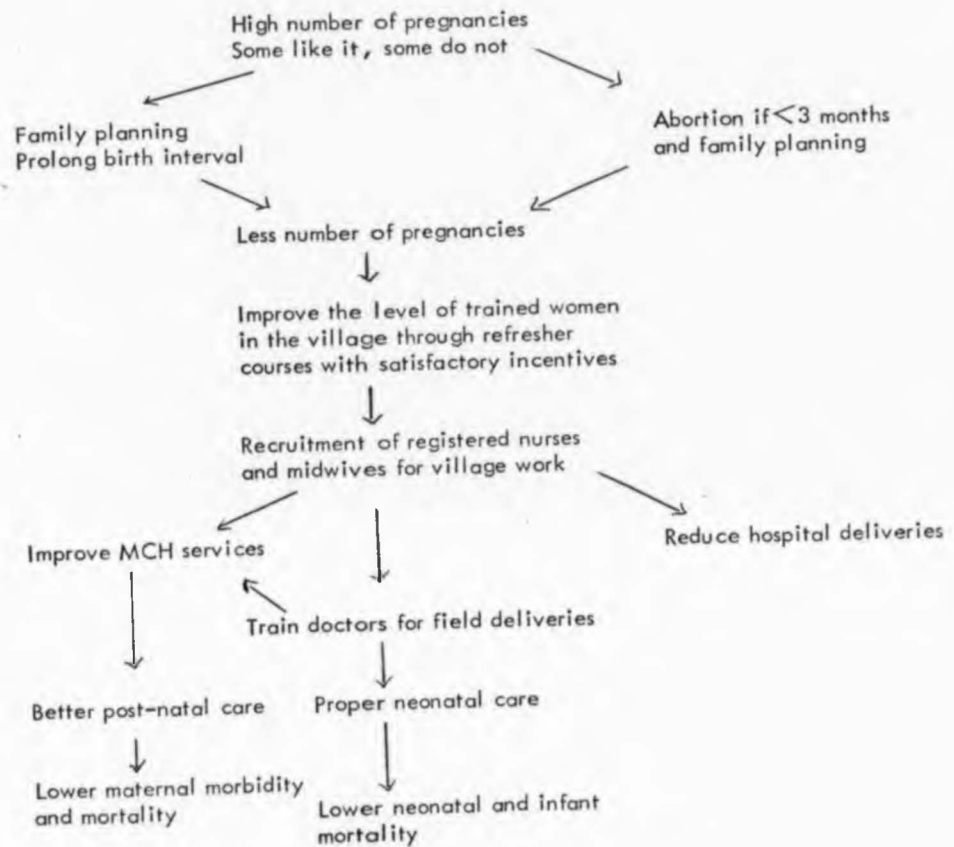 High number of pregnancies
Some like it, some do not
Family planning
Prolong birth interval
Abortion if <3 months
and family planning
Less number of pregnancies
Improve the level of trained women
in the village through refresher
courses with satisfactory incentives
Recruitment of registered nurses
and midwives for village work
Improve MCH services
Reduce hospital deliveries
Train doctors for field deliveries
Better post-natal care
Proper neonatal care
Lower maternal morbidity
and mortality
Lower neonatal and infant
mortality